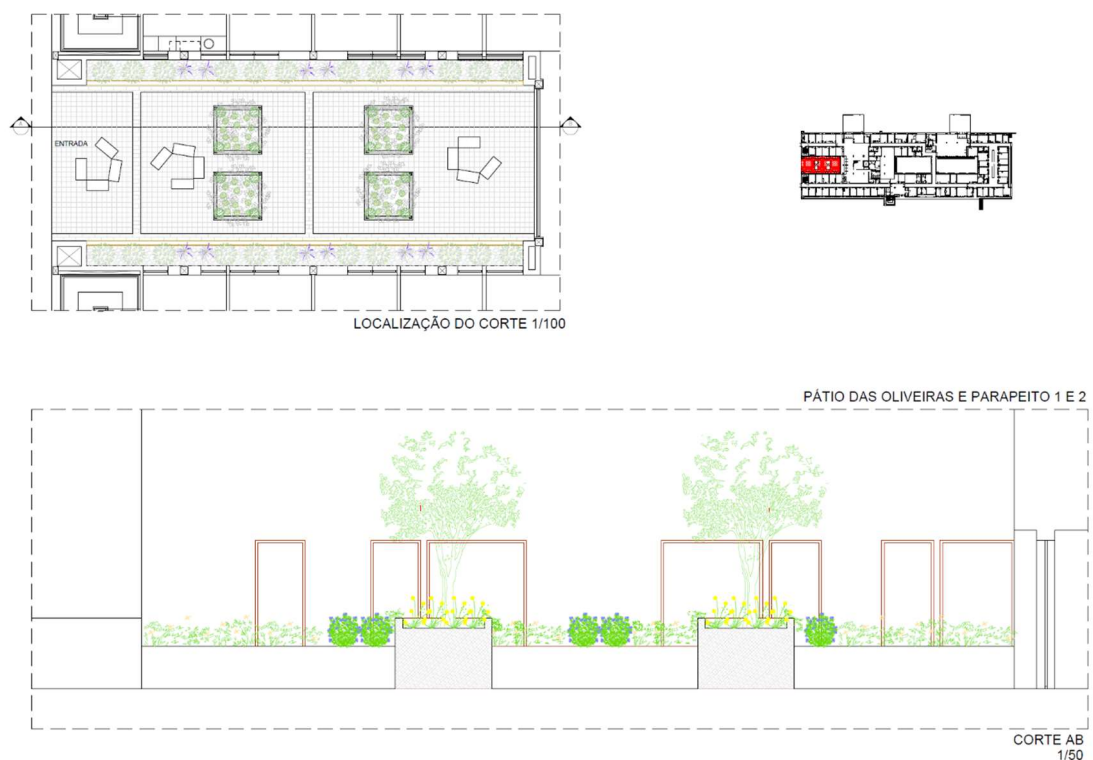 ENTRADA
LOCALIZAÇÃO DO CORTE 1/100
PÁTIO DAS OLIVEIRAS E PARAPEITO 1 E 2
CORTE AB
1/50